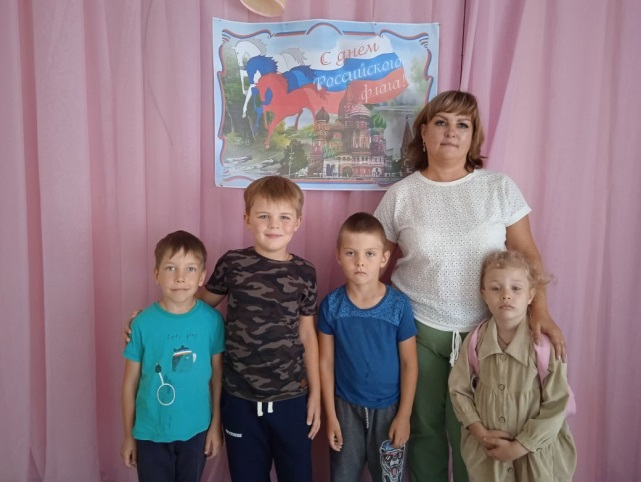 С днем
Российского
флага!